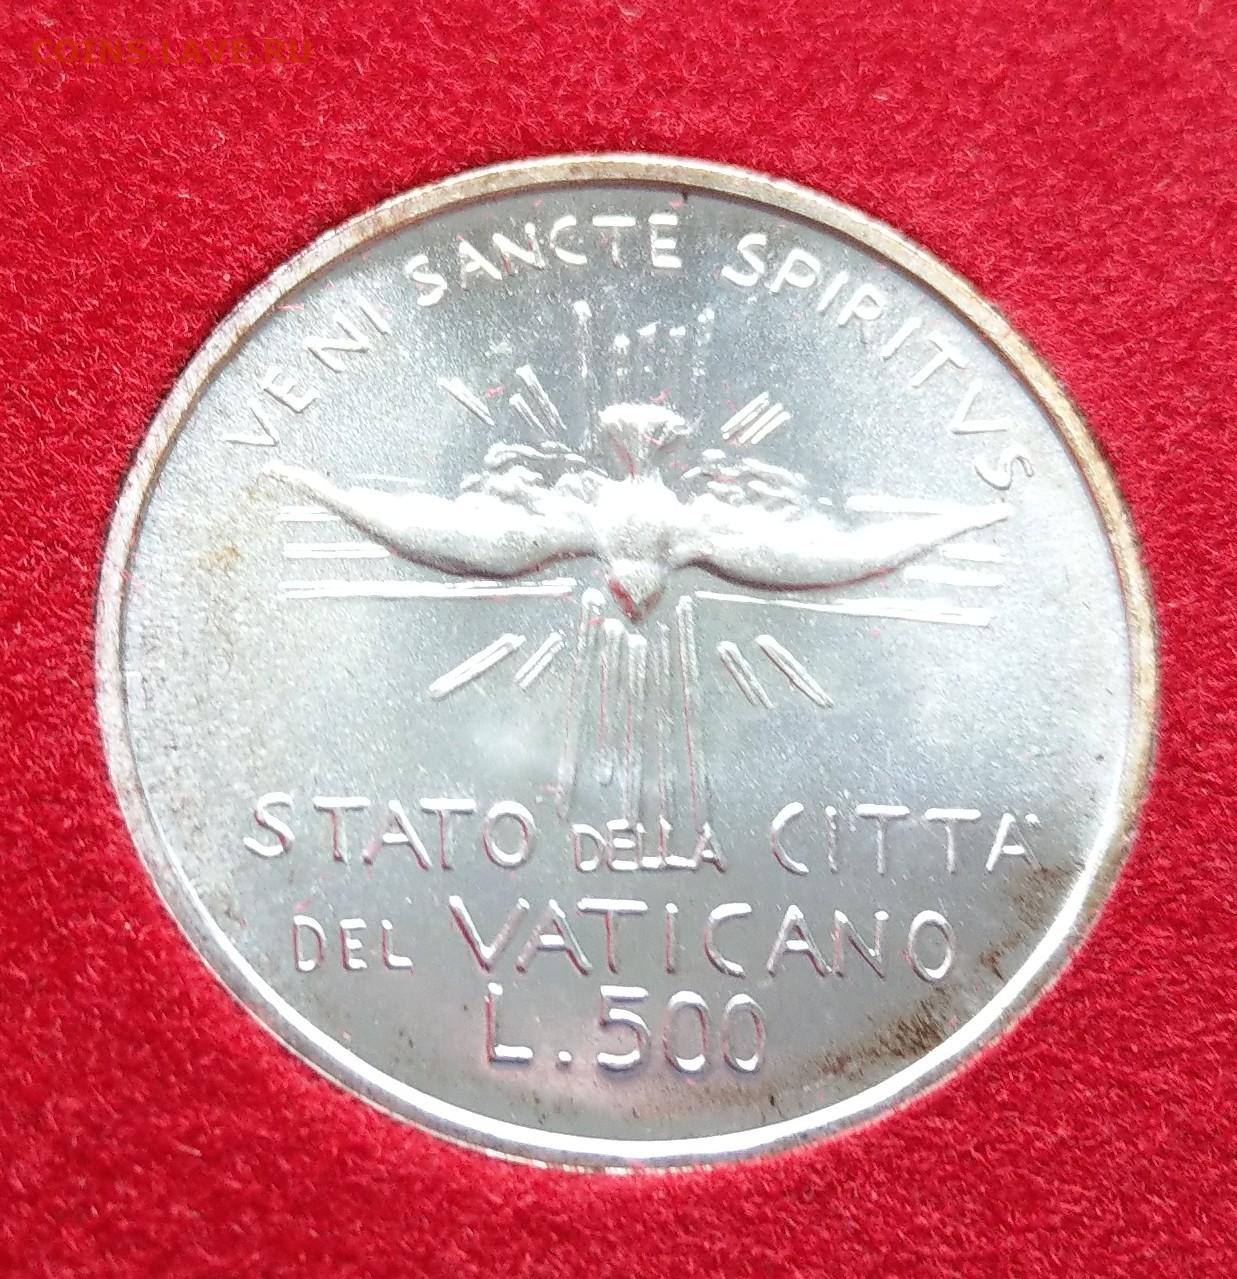 COINS.LAVE.RU
VENI SANCTE SPIRITVS
STATO DELLA CITTA'
DEL VATICANO
L.500